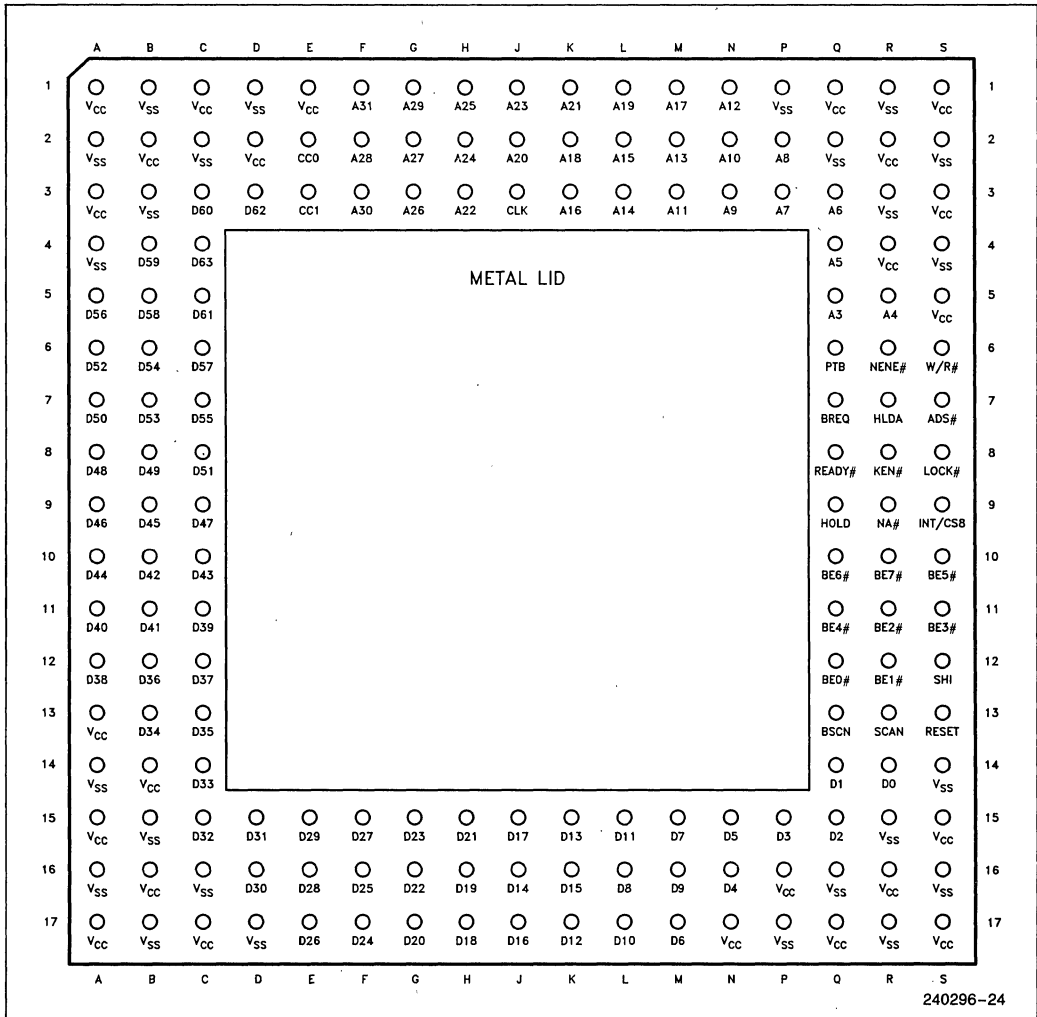 A B C D E F G H J K L M N P Q R S
1 1
VCC VSS VCC VSS VCC A31 A29 A25 A23 A21 A19 A17 A12 VSS VCC VSS VCC
2 2
VSS VCC VSS VCC CC0 A28 A27 A24 A20 A18 A15 A13 A10 A8 VSS VCC VSS
3 3
VCC VSS D60 D62 CC1 A30 A26 A22 CLK A16 A14 A11 A9 A7 A6 VSS VCC
4 4
VSS D59 D63 A5 VCC VSS
METAL LID
5 5
D56 D58 D61 A3 A4 VCC
6 6
D52 D54 D57 PTB NENE# W/R#
7 7
D50 D53 D55 BREQ HLDA ADS#
8 8
D48 D49 D51 READY# KEN# LOCK#
9 9
D46 D45 D47 HOLD NA# INT/CS8
10 10
D44 D42 D43 BE6# BE7# BE5#
11 11
D40 D41 D39 BE4# BE2# BE3#
12 12
D38 D36 D37 BE0# BE1# SHI
13 13
VCC D34 D35 BSCN SCAN RESET
14 14
VSS VCC D33 D1 D0 VSS
15 15
VCC VSS D32 D31 D29 D27 D23 D21 D17 D13 D11 D7 D5 D3 D2 VSS VCC
16 16
VSS VCC VSS D30 D28 D25 D22 D19 D14 D15 D8 D9 D4 VCC VSS VCC VSS
17 17
VCC VSS VCC VSS D26 D24 D20 D18 D16 D12 D10 D6 VCC VSS VCC VSS VCC
A B C D E F G H J K L M N P Q R S
240296-24